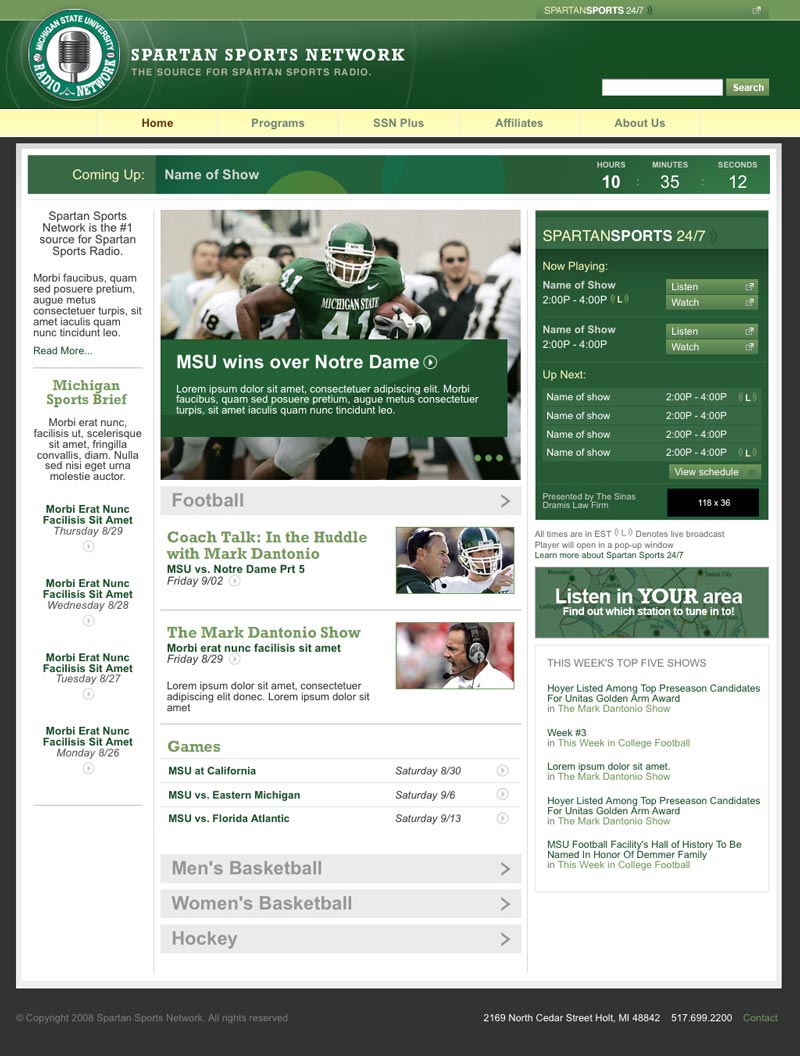 SPARTANSPORTS 24/7
MICHIGAN STATE UNIVERSITY
RADIO NETWORK
SPARTAN SPORTS NETWORK
THE SOURCE FOR SPARTAN SPORTS RADIO.
Search
Home
Programs
SSN Plus
Affiliates
About Us
Coming Up:
Name of Show
HOURS MINUTES SECONDS
10 : 35 : 12
Spartan Sports
Network is the #1
source for Spartan
Sports Radio.
Morbi faucibus, quam
sed posuere pretium,
augue metus
consectetuer turpis, sit
amet iaculis quam
nunc tincidunt leo.
Read More...
Michigan
Sports Brief
Morbi erat nunc,
facilisis ut, scelerisque
sit amet, fringilla
convallis, diam. Nulla
sed nisi eget urna
molestie auctor.
Morbi Erat Nunc
Facilisis Sit Amet
Thursday 8/29
Morbi Erat Nunc
Facilisis Sit Amet
Wednesday 8/28
Morbi Erat Nunc
Facilisis Sit Amet
Tuesday 8/27
Morbi Erat Nunc
Facilisis Sit Amet
Monday 8/26
41
18
MICHIGAN STATE
41
MSU wins over Notre Dame
Lorem ipsum dolor sit amet, consectetuer adipiscing elit. Morbi
faucibus, quam sed posuere pretium, augue metus consectetuer
turpis, sit amet iaculis quam nunc tincidunt leo.
Football
Coach Talk: In the Huddle
with Mark Dantonio
MSU vs. Notre Dame Prt 5
Friday 9/02
The Mark Dantonio Show
Morbi erat nunc facilisis sit amet
Friday 8/29
Lorem ipsum dolor sit amet, consectetuer
adipiscing elit donec. Lorem ipsum dolor sit
amet
Games
MSU at California Saturday 8/30
MSU vs. Eastern Michigan Saturday 9/6
MSU vs. Florida Atlantic Saturday 9/13
Men's Basketball
Women's Basketball
Hockey
SPARTANSPORTS 24/7
Now Playing:
Name of Show
2:00P - 4:00P (L)
Listen
Watch
Name of Show
2:00P - 4:00P
Listen
Watch
Up Next:
Name of show 2:00P - 4:00P (L)
Name of show 2:00P - 4:00P
Name of show 2:00P - 4:00P
Name of show 2:00P - 4:00P (L)
View schedule
Presented by The Sinas
Dramis Law Firm
118 x 36
All times are in EST (L) Denotes live broadcast
Player will open in a pop-up window
Learn more about Spartan Sports 24/7
Listen in YOUR area
Find out which station to tune in to!
THIS WEEK'S TOP FIVE SHOWS
Hoyer Listed Among Top Preseason Candidates
For Unitas Golden Arm Award
in The Mark Dantonio Show
Week #3
in This Week in College Football
Lorem ipsum dolor sit amet.
in The Mark Dantonio Show
Hoyer Listed Among Top Preseason Candidates
For Unitas Golden Arm Award
in The Mark Dantonio Show
MSU Football Facility's Hall of History To Be
Named In Honor Of Demmer Family
in This Week in College Football
© Copyright 2008 Spartan Sports Network. All rights reserved
2169 North Cedar Street Holt, MI 48842 517.699.2200 Contact